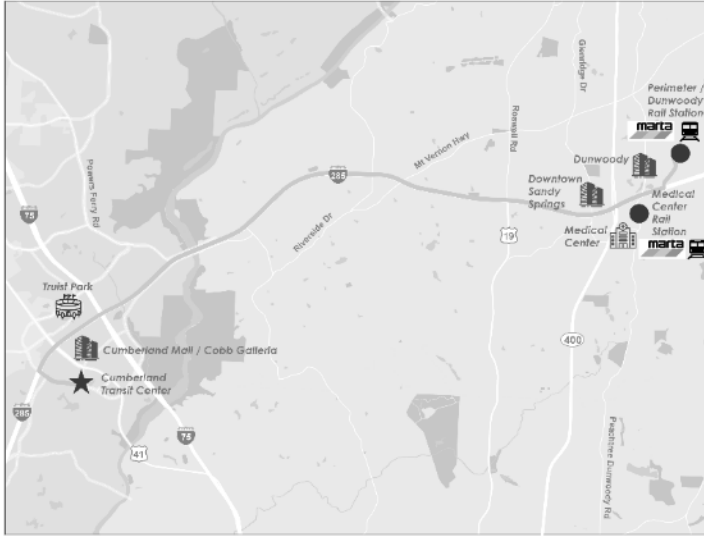 Glenridge Dr
Perimeter /
Dunwoody
Rail Station
marta
Roswell Rd
Mt Vernon Hwy
Dunwoody
Powers Ferry Rd
285
Downtown
Sandy
Springs
Medical
Center
Rail
Station
75
Riverside Dr
19
Medical
Center
marta
Truist Park
400
Cumberland Mall / Cobb Galleria
Cumberland
Transit Center
285
41
75
Peachtree Dunwoody Rd